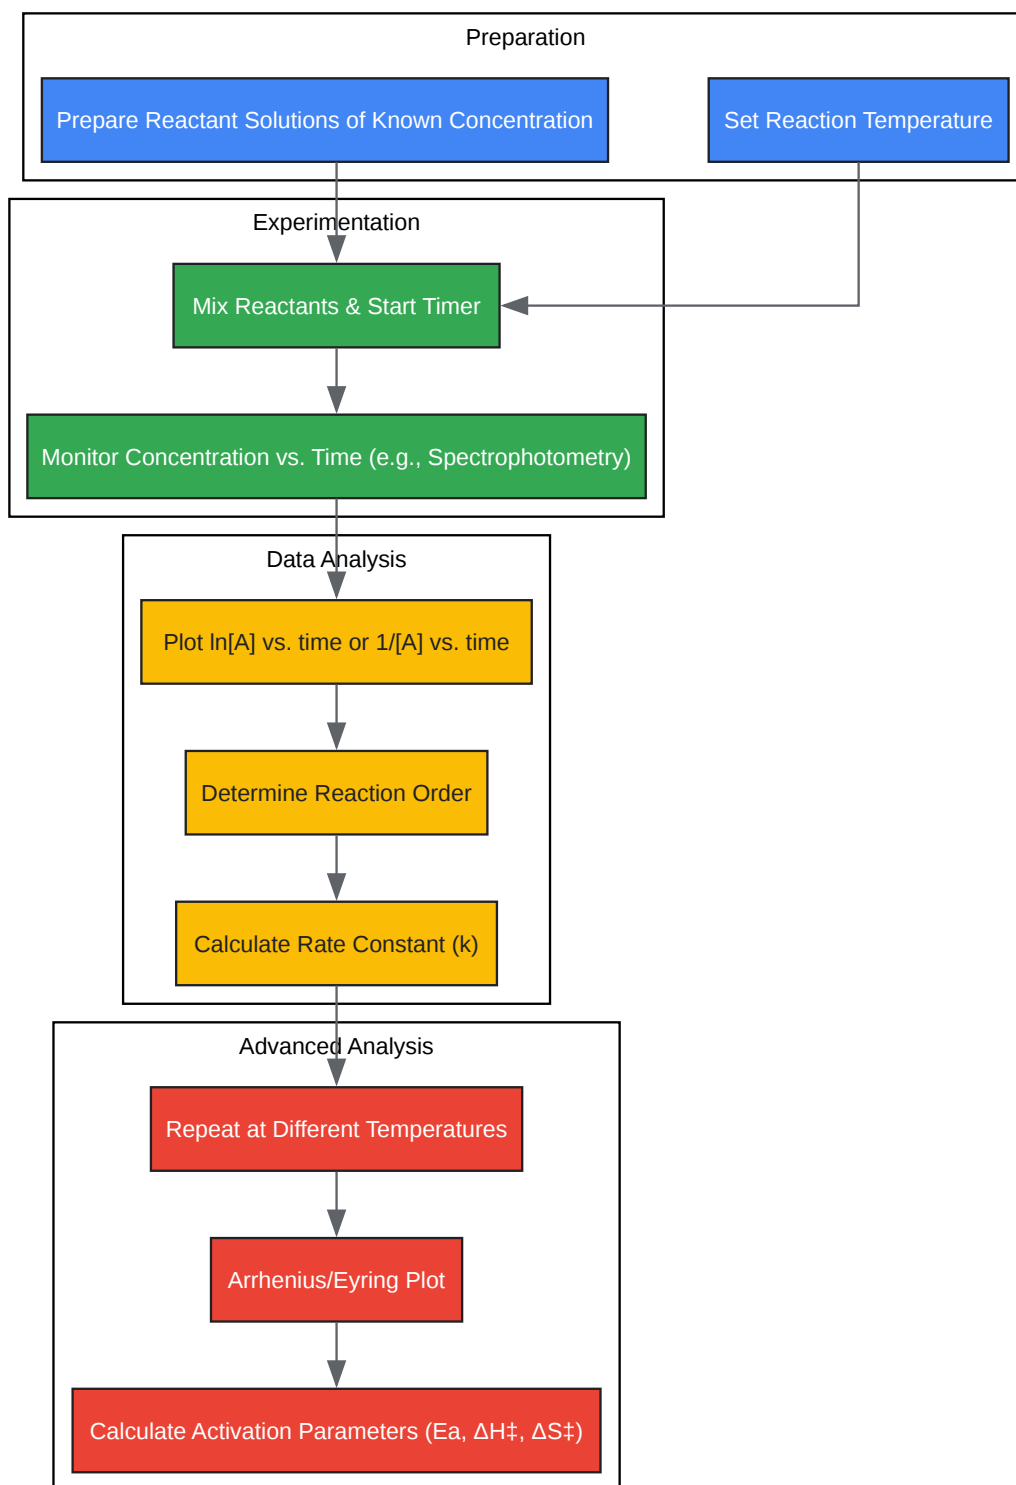 Preparation
Prepare Reactant Solutions of Known Concentration
Set Reaction Temperature
Experimentation
Mix Reactants & Start Timer
Monitor Concentration vs. Time (e.g., Spectrophotometry)
Data Analysis
Plot ln[A] vs. time or 1/[A] vs. time
Determine Reaction Order
Calculate Rate Constant (k)
Advanced Analysis
Repeat at Different Temperatures
Arrhenius/Eyring Plot
Calculate Activation Parameters (Ea, ΔH‡, ΔS‡)